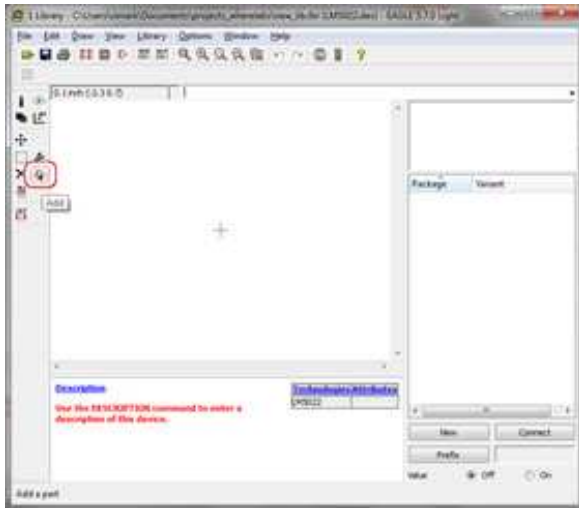 File Edit Draw View Library Options Window Help
Add
Package Variant
Description
Use the DESCRIPTION command to enter a
description of this device.
Technologies Attributes
New Connect
Prefix
Value Off On
Add a part